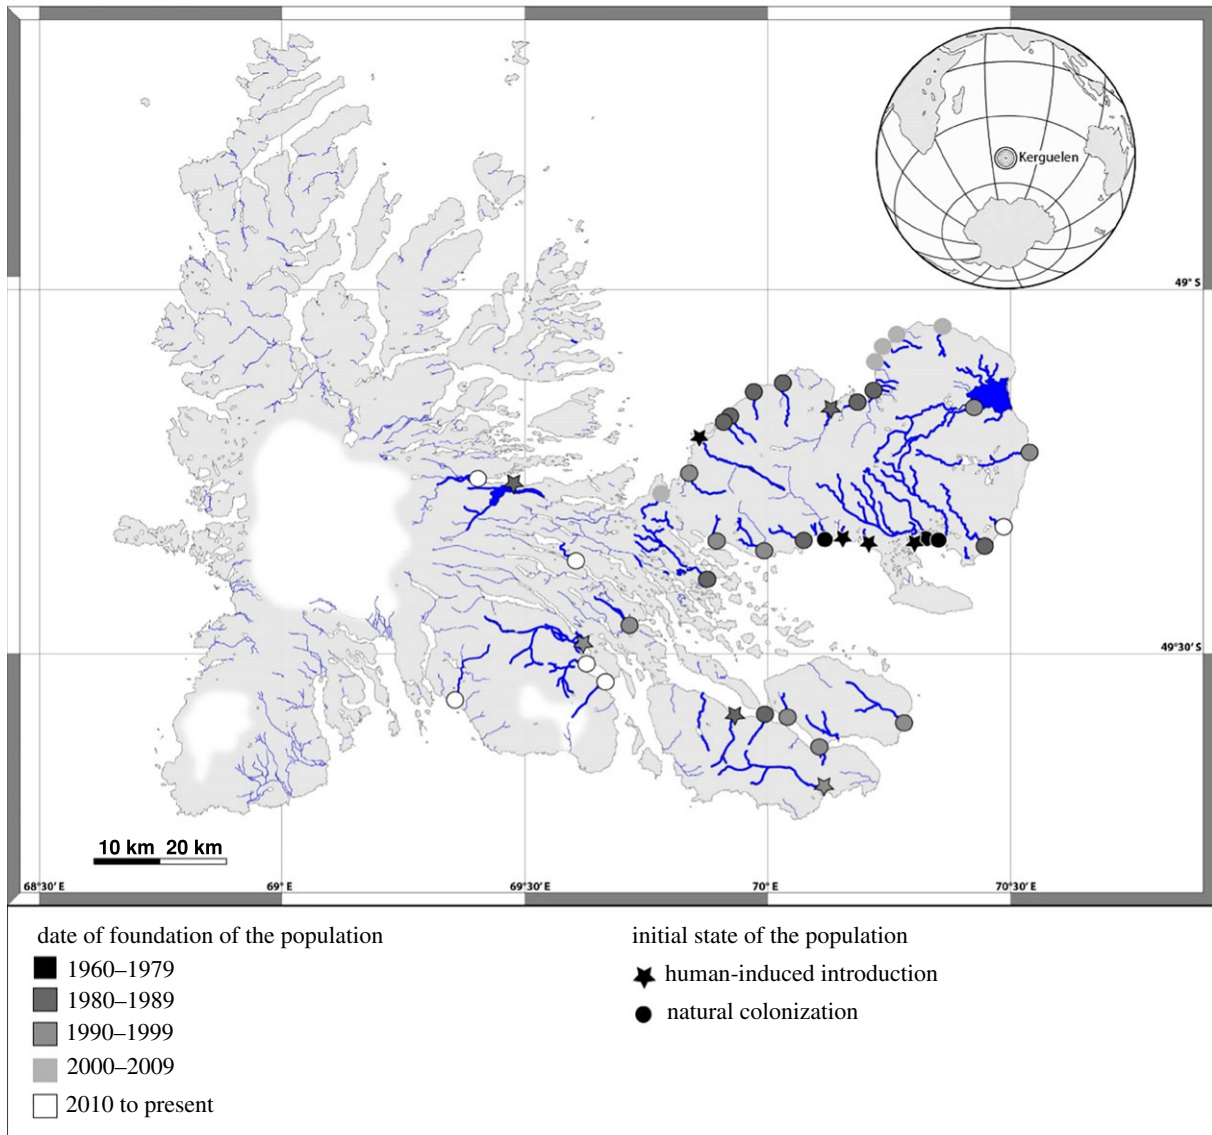 Kerguelen
49° S
49°30′ S
10 km 20 km
68°30′ E
69° E
69°30′ E
70° E
70°30′ E
date of foundation of the population
1960–1979
1980–1989
1990–1999
2000–2009
2010 to present
initial state of the population
human-induced introduction
natural colonization